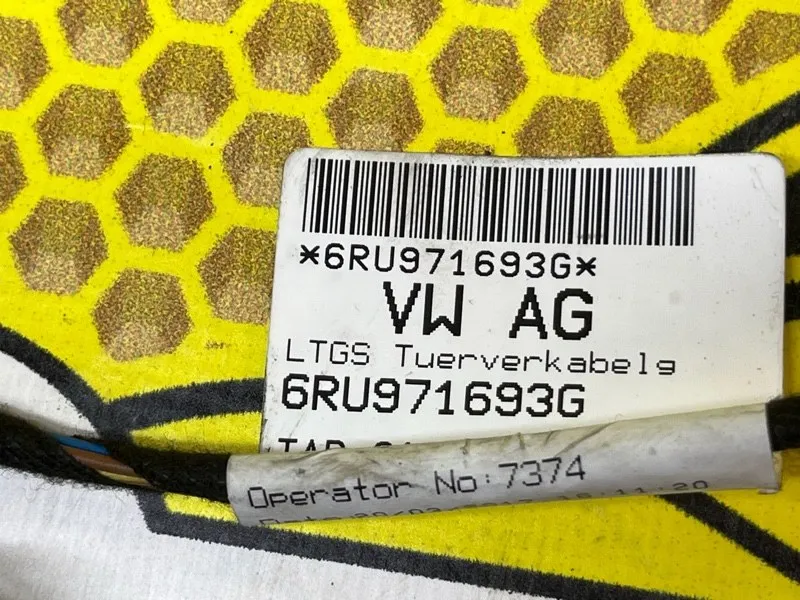 *6RU971693G*
VW AG
LTGS Tuerverkabelg
6RU971693G
Operator No:7374